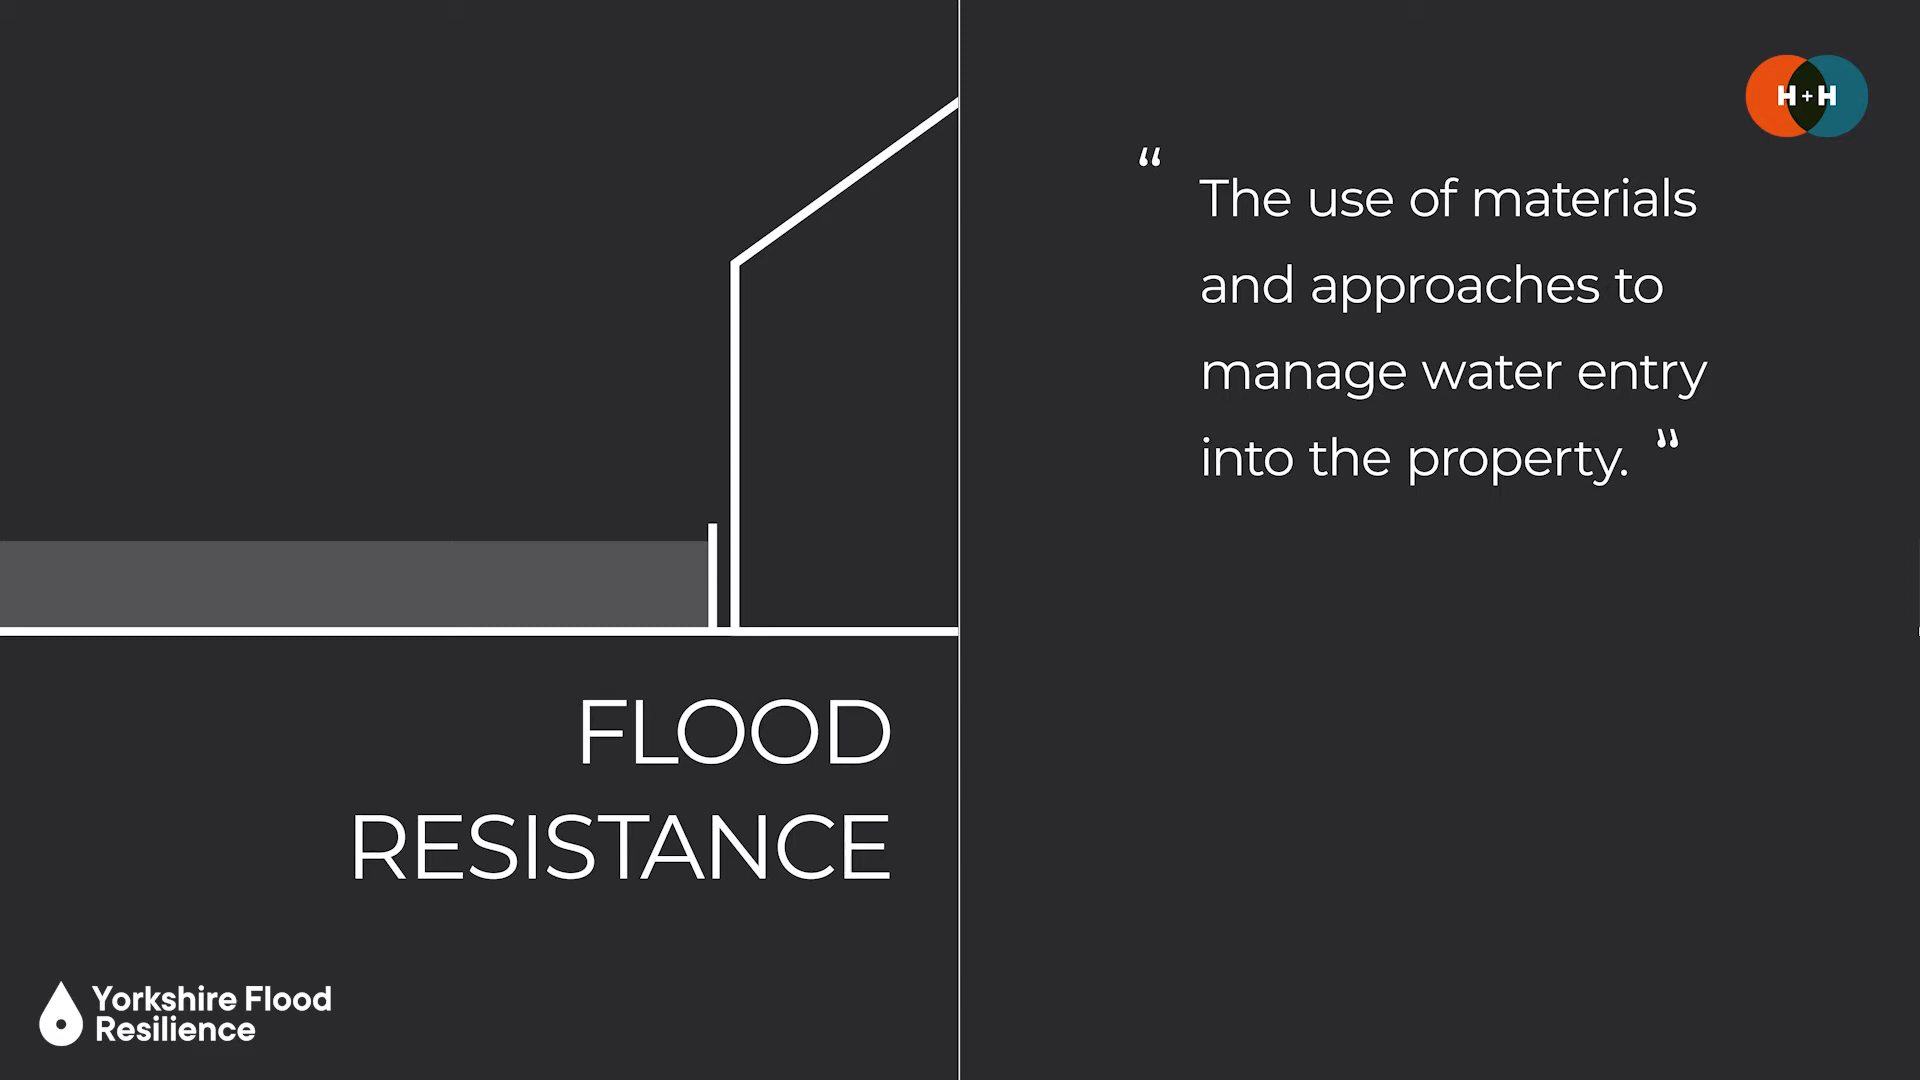 H+H
“ The use of materials
and approaches to
manage water entry
into the property. ”
FLOOD
RESISTANCE
Yorkshire Flood
Resilience